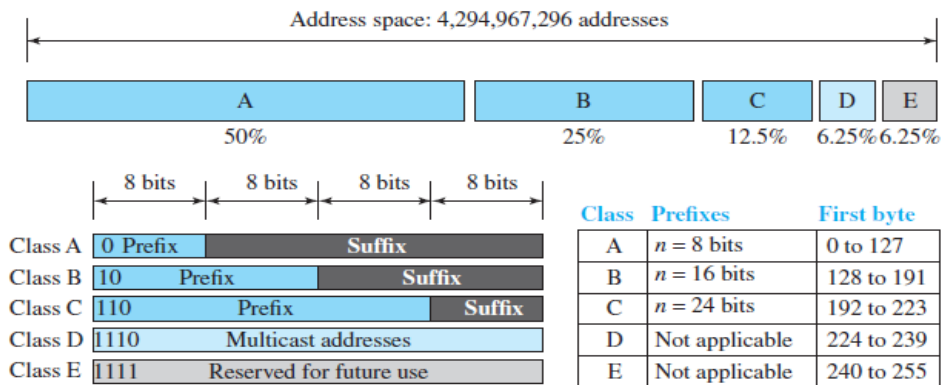 Address space: 4,294,967,296 addresses
A B C D E
50% 25% 12.5% 6.25% 6.25%
8 bits 8 bits 8 bits 8 bits
Class A 0 Prefix Suffix
Class B 10 Prefix Suffix
Class C 110 Prefix Suffix
Class D 1110 Multicast addresses
Class E 1111 Reserved for future use
Class Prefixes First byte
A n = 8 bits 0 to 127
B n = 16 bits 128 to 191
C n = 24 bits 192 to 223
D Not applicable 224 to 239
E Not applicable 240 to 255